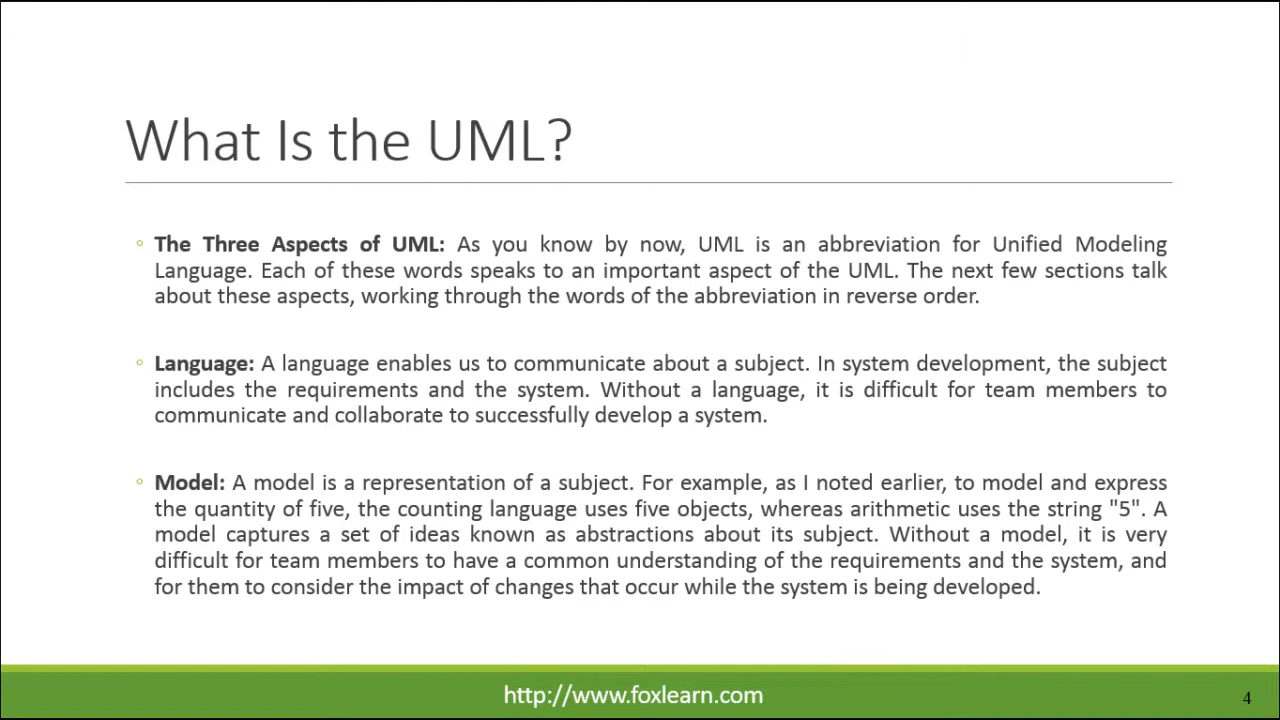 What Is the UML?
◦ The Three Aspects of UML: As you know by now, UML is an abbreviation for Unified Modeling
Language. Each of these words speaks to an important aspect of the UML. The next few sections talk
about these aspects, working through the words of the abbreviation in reverse order.
◦ Language: A language enables us to communicate about a subject. In system development, the subject
includes the requirements and the system. Without a language, it is difficult for team members to
communicate and collaborate to successfully develop a system.
◦ Model: A model is a representation of a subject. For example, as I noted earlier, to model and express
the quantity of five, the counting language uses five objects, whereas arithmetic uses the string "5". A
model captures a set of ideas known as abstractions about its subject. Without a model, it is very
difficult for team members to have a common understanding of the requirements and the system, and
for them to consider the impact of changes that occur while the system is being developed.
http://www.foxlearn.com
4